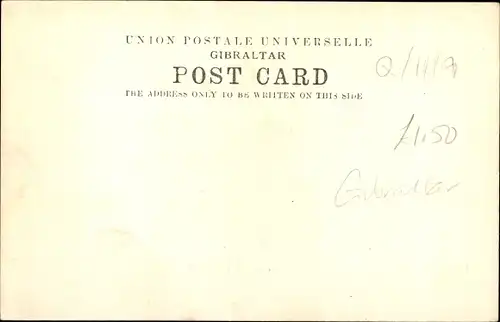 UNION POSTALE UNIVERSELLE
GIBRALTAR
POST CARD
THE ADDRESS ONLY TO BE WRITTEN ON THIS SIDE
£1.50
Gibraltar